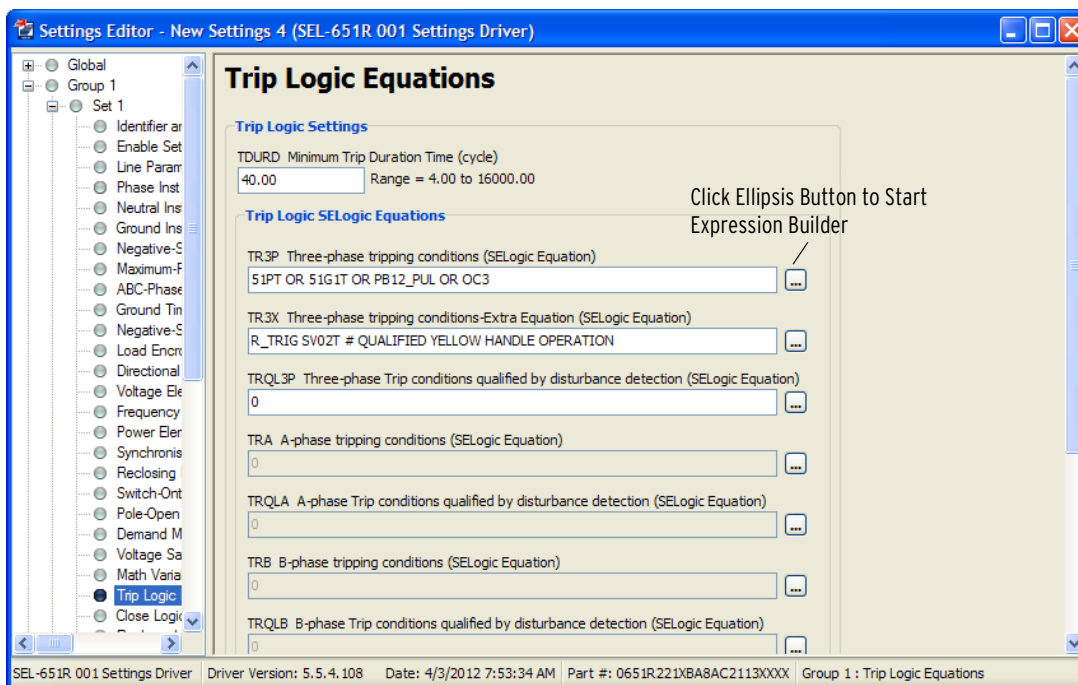 Settings Editor - New Settings 4 (SEL-651R 001 Settings Driver)
Global
Group 1
Set 1
Identifier ar
Enable Set
Line Param
Phase Inst
Neutral Ins
Ground Ins
Negative-S
Maximum-F
ABC-Phase
Ground Tin
Negative-S
Load Encro
Directional
Voltage Ele
Frequency
Power Eler
Synchronis
Reclosing
Switch-Ont
Pole-Open
Demand M
Voltage Sa
Math Varia
Trip Logic
Close Logic
Trip Logic Equations
Trip Logic Settings
TDURD Minimum Trip Duration Time (cycle)
40.00 Range = 4.00 to 16000.00
Click Ellipsis Button to Start
Expression Builder
Trip Logic SELogic Equations
TR3P Three-phase tripping conditions (SELogic Equation)
51PT OR 51G1T OR PB12_PUL OR OC3
...
TR3X Three-phase tripping conditions-Extra Equation (SELogic Equation)
R_TRIG SV02T # QUALIFIED YELLOW HANDLE OPERATION
...
TRQL3P Three-phase Trip conditions qualified by disturbance detection (SELogic Equation)
0
...
TRA A-phase tripping conditions (SELogic Equation)
0
...
TRQLA A-phase Trip conditions qualified by disturbance detection (SELogic Equation)
0
...
TRB B-phase tripping conditions (SELogic Equation)
0
...
TRQLB B-phase Trip conditions qualified by disturbance detection (SELogic Equation)
0
...
SEL-651R 001 Settings Driver Driver Version: 5.5.4.108 Date: 4/3/2012 7:53:34 AM Part #: 0651R221XBA8AC2113XXXX Group 1 : Trip Logic Equations